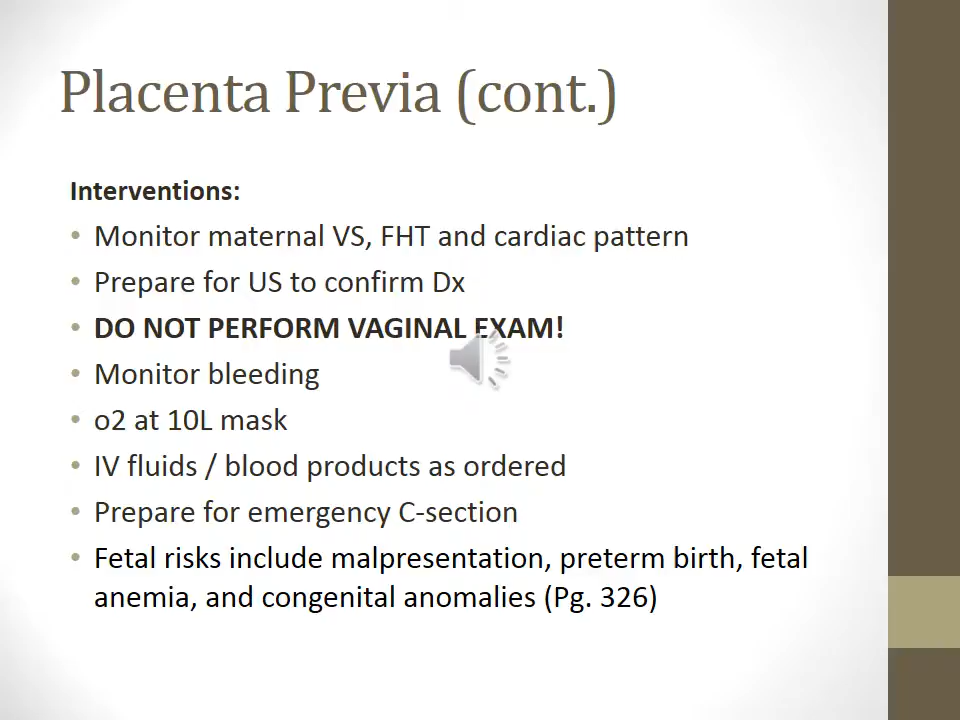 Placenta Previa (cont.)
Interventions:
• Monitor maternal VS, FHT and cardiac pattern
• Prepare for US to confirm Dx
• DO NOT PERFORM VAGINAL EXAM!
• Monitor bleeding
• o2 at 10L mask
• IV fluids / blood products as ordered
• Prepare for emergency C-section
• Fetal risks include malpresentation, preterm birth, fetal
anemia, and congenital anomalies (Pg. 326)